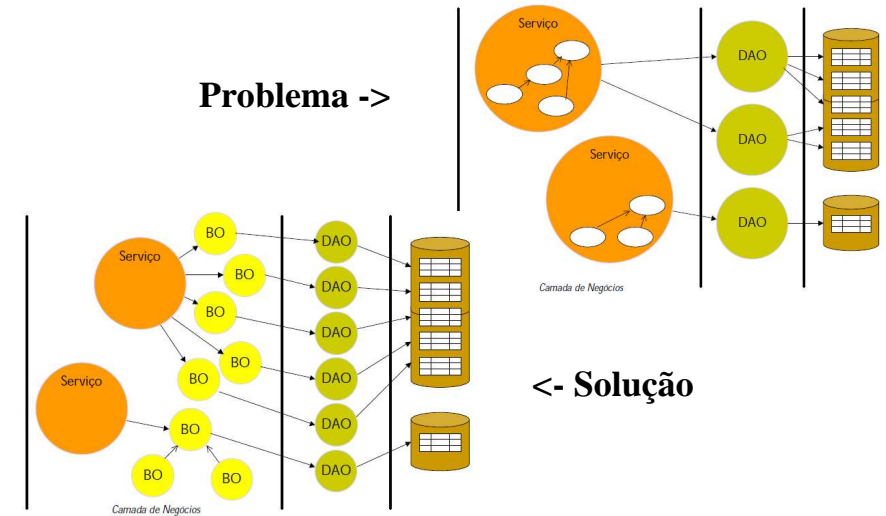 Problema ->
Serviço
DAO
DAO
Serviço
DAO
Camada de Negócios
<- Solução
Serviço
BO
DAO
BO
DAO
BO
DAO
BO
DAO
BO
DAO
Serviço
BO
DAO
BO
BO
Camada de Negócios